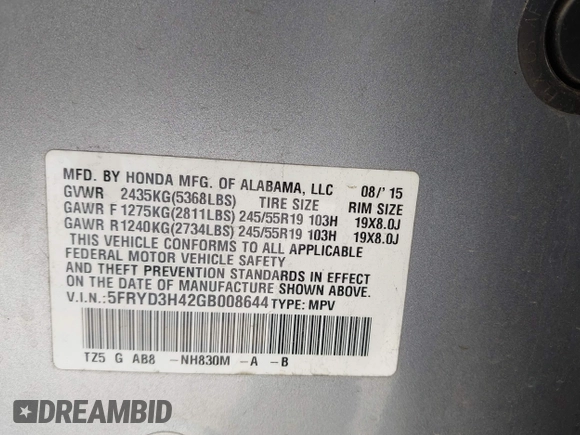 MFD. BY HONDA MFG. OF ALABAMA, LLC 08/'15
GVWR 2435KG(5368LBS) TIRE SIZE RIM SIZE
GAWR F 1275KG(2811LBS) 245/55R19 103H 19X8.0J
GAWR R 1240KG(2734LBS) 245/55R19 103H 19X8.0J
THIS VEHICLE CONFORMS TO ALL APPLICABLE
FEDERAL MOTOR VEHICLE SAFETY
AND THEFT PREVENTION STANDARDS IN EFFECT
ON THE DATE OF MANUFACTURE SHOWN ABOVE.
V.I.N.:5FRYD3H42GB008644 TYPE: MPV
TZ5 G AB8 -NH830M -A -B
DREAMBID